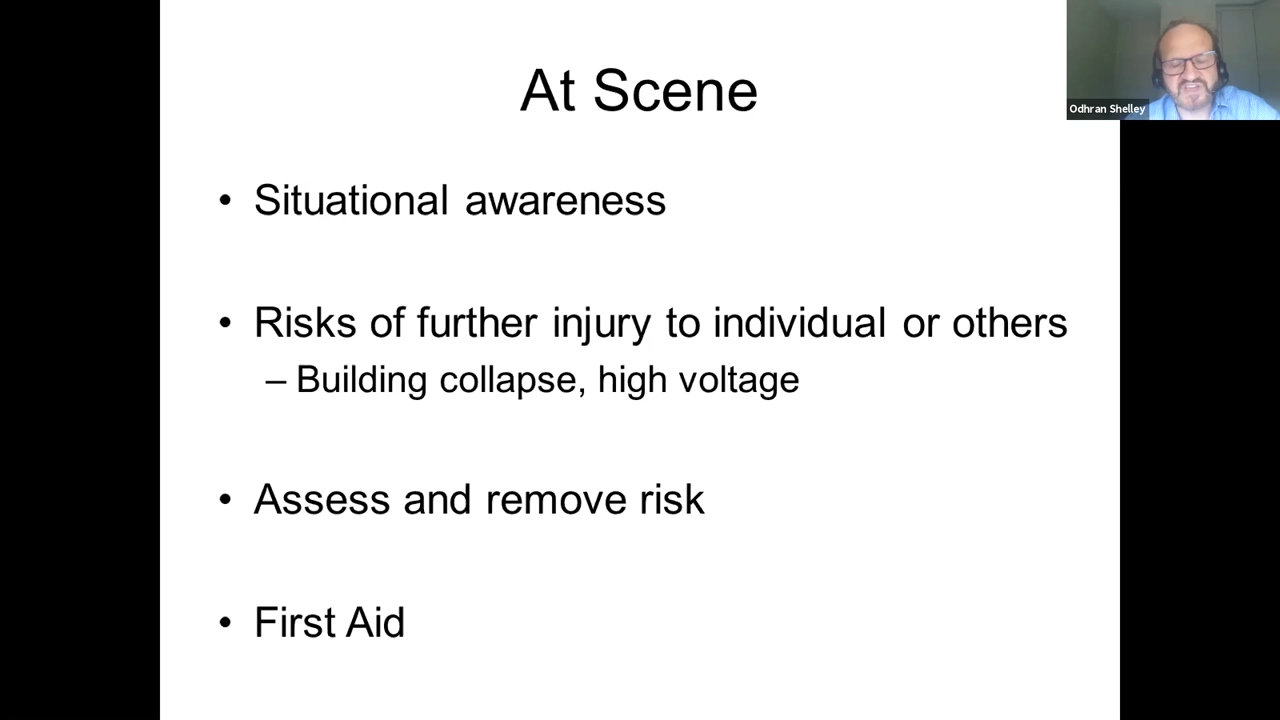 At Scene
Odhran Shelley
• Situational awareness
• Risks of further injury to individual or others
– Building collapse, high voltage
• Assess and remove risk
• First Aid